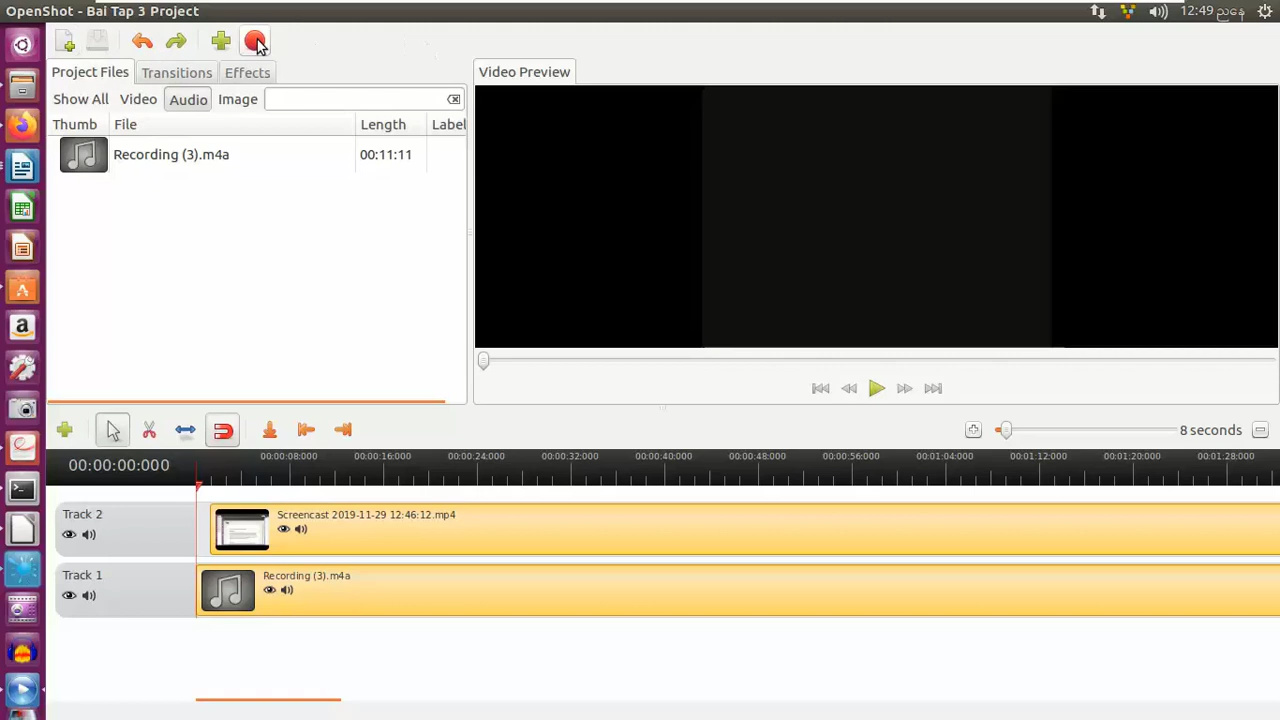 OpenShot - Bai Tap 3 Project
12:49 ညနေ
Project Files
Transitions
Effects
Video Preview
Show All
Video
Audio
Image
Thumb
File
Length
Label
Recording (3).m4a
00:11:11
8 seconds
00:00:00:000
00:00:08:000
00:00:16:000
00:00:24:000
00:00:32:000
00:00:40:000
00:00:48:000
00:00:56:000
00:01:04:000
00:01:12:000
00:01:20:000
00:01:28:000
Track 2
Screencast 2019-11-29 12:46:12.mp4
Track 1
Recording (3).m4a